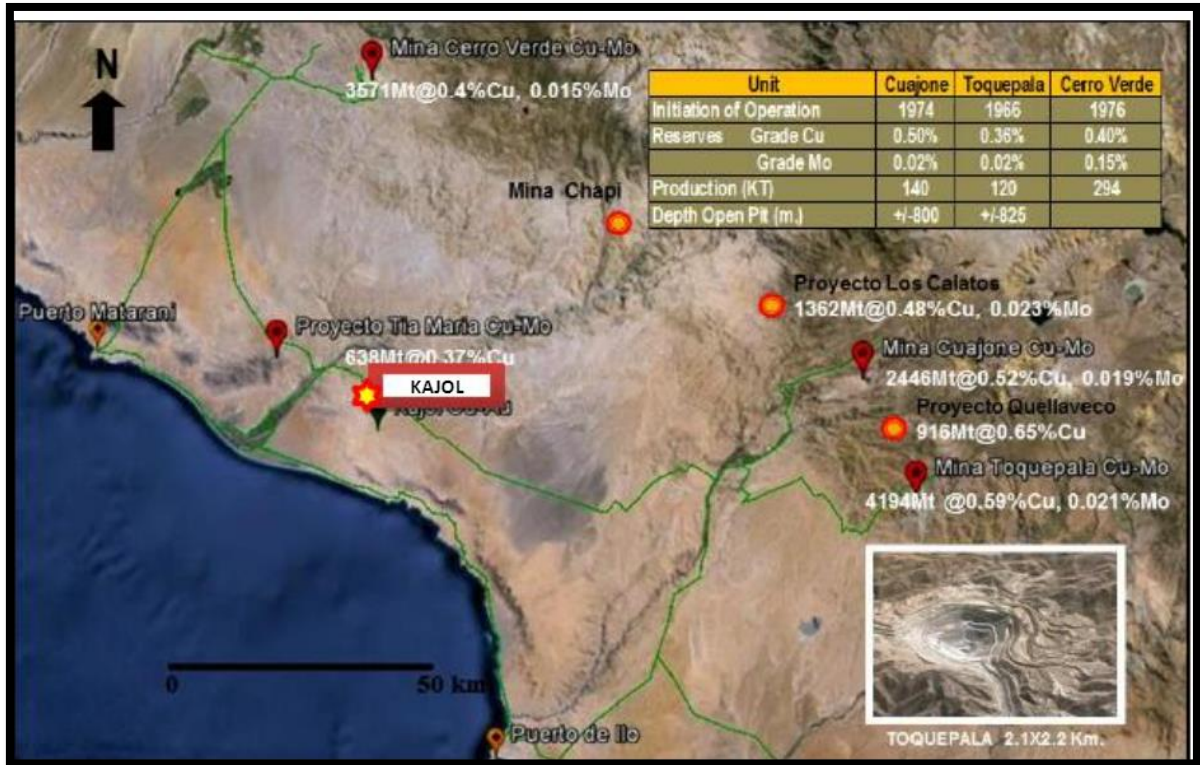 N
Mina Cerro Verde Cu-Mo
3571Mt@0.4%Cu, 0.015%Mo
Unit Cuajone Toquepala Cerro Verde
Initiation of Operation 1974 1966 1976
Reserves Grade Cu 0.50% 0.36% 0.40%
Grade Mo 0.02% 0.02% 0.15%
Production (KT) 140 120 294
Depth Open Pit (m.) +/-800 +/-825
Mina Chapi
Proyecto Los Calatos
1362Mt@0.48%Cu, 0.023%Mo
Puerto Matarani
Proyecto Tia Maria Cu-Mo
638Mt@0.37%Cu
Mina Cuajone Cu-Mo
2446Mt@0.52%Cu, 0.019%Mo
KAJOL
Proyecto Quellaveco
916Mt@0.65%Cu
Mina Toquepala Cu-Mo
4194Mt @0.59%Cu, 0.021%Mo
0 50 km
Puerto de Ilo
TOQUEPALA 2.1X2.2 Km.